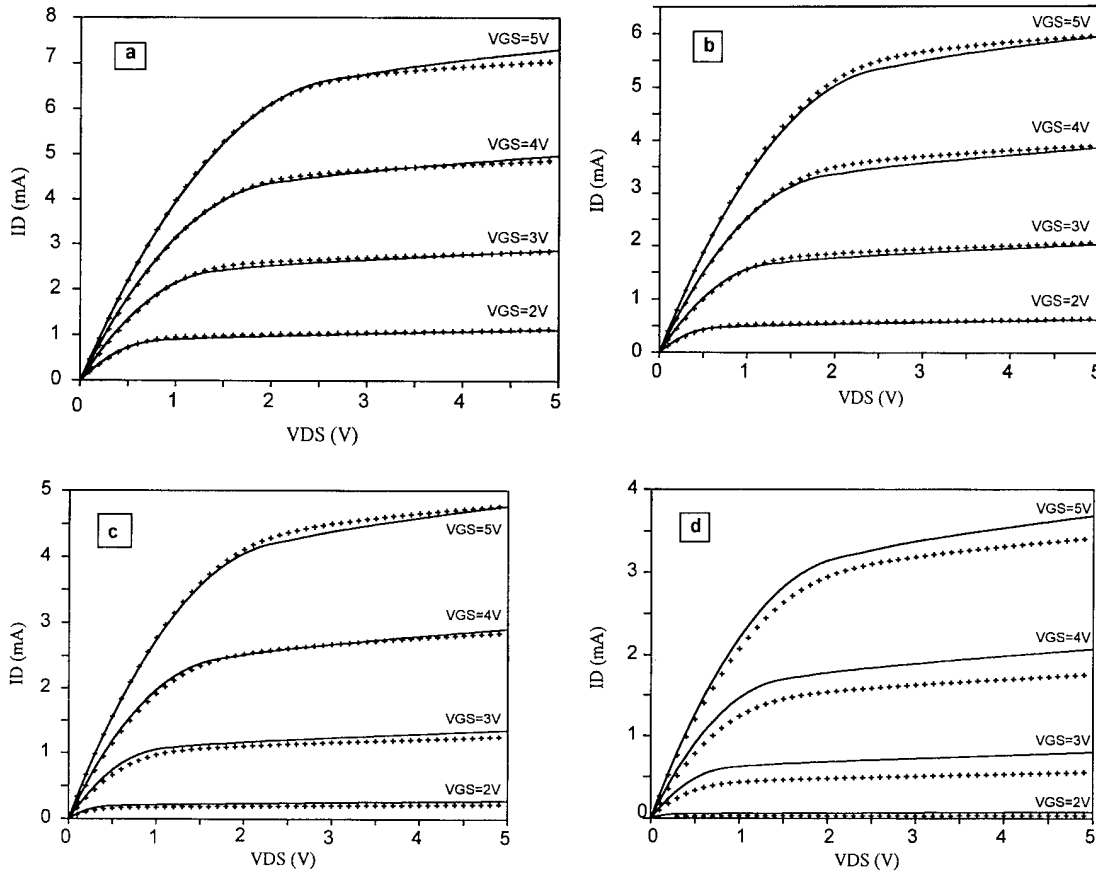 a
8
7
6
5
4
3
2
1
0
ID (mA)
VGS=5V
VGS=4V
VGS=3V
VGS=2V
0 1 2 3 4 5
VDS (V)
b
6
5
4
3
2
1
0
ID (mA)
VGS=5V
VGS=4V
VGS=3V
VGS=2V
0 1 2 3 4 5
VDS (V)
c
5
4
3
2
1
0
ID (mA)
VGS=5V
VGS=4V
VGS=3V
VGS=2V
0 1 2 3 4 5
VDS (V)
d
4
3
2
1
0
ID (mA)
VGS=5V
VGS=4V
VGS=3V
VGS=2V
0 1 2 3 4 5
VDS (V)